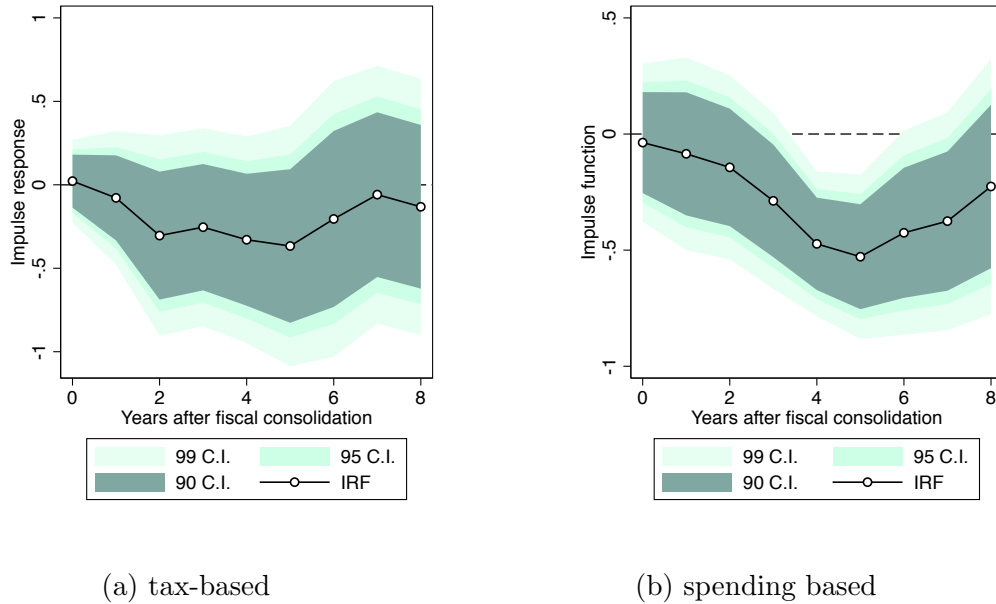 1
.5
0
-.5
-1
Impulse response
0 2 4 6 8
Years after fiscal consolidation
99 C.I. 95 C.I.
90 C.I. IRF
(a) tax-based
.5
0
-.5
-1
Impulse function
0 2 4 6 8
Years after fiscal consolidation
99 C.I. 95 C.I.
90 C.I. IRF
(b) spending based